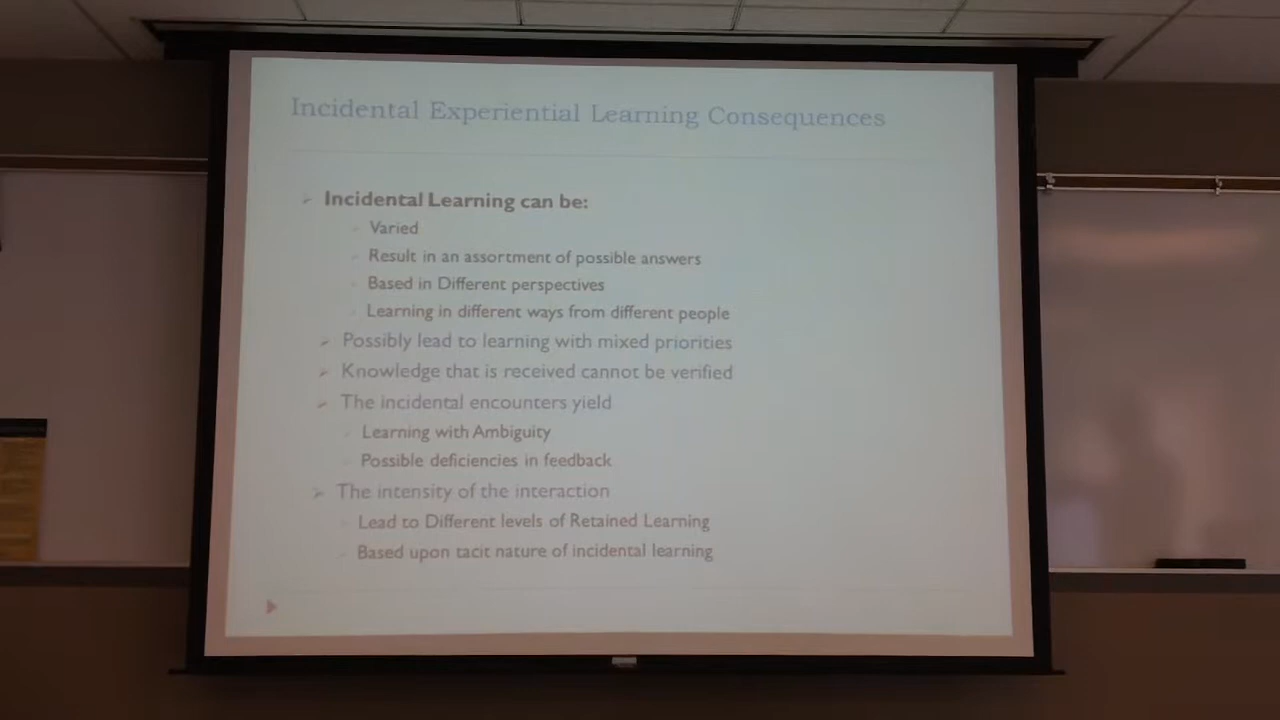 Incidental Experiential Learning Consequences
Incidental Learning can be:
Varied
Result in an assortment of possible answers
Based in Different perspectives
Learning in different ways from different people
Possibly lead to learning with mixed priorities
Knowledge that is received cannot be verified
The incidental encounters yield
Learning with Ambiguity
Possible deficiencies in feedback
The intensity of the interaction
Lead to Different levels of Retained Learning
Based upon tacit nature of incidental learning